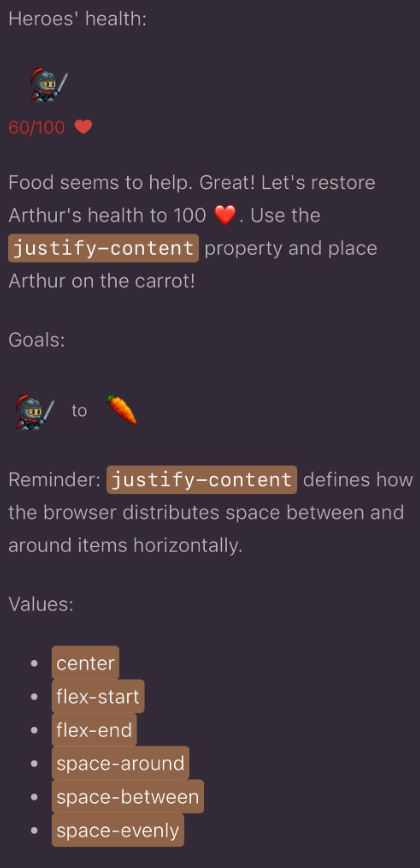 Heroes' health:
60/100 ❤
Food seems to help. Great! Let's restore
Arthur's health to 100 ❤️. Use the
justify-content property and place
Arthur on the carrot!
Goals:
to
Reminder: justify-content defines how
the browser distributes space between and
around items horizontally.
Values:
• center
• flex-start
• flex-end
• space-around
• space-between
• space-evenly